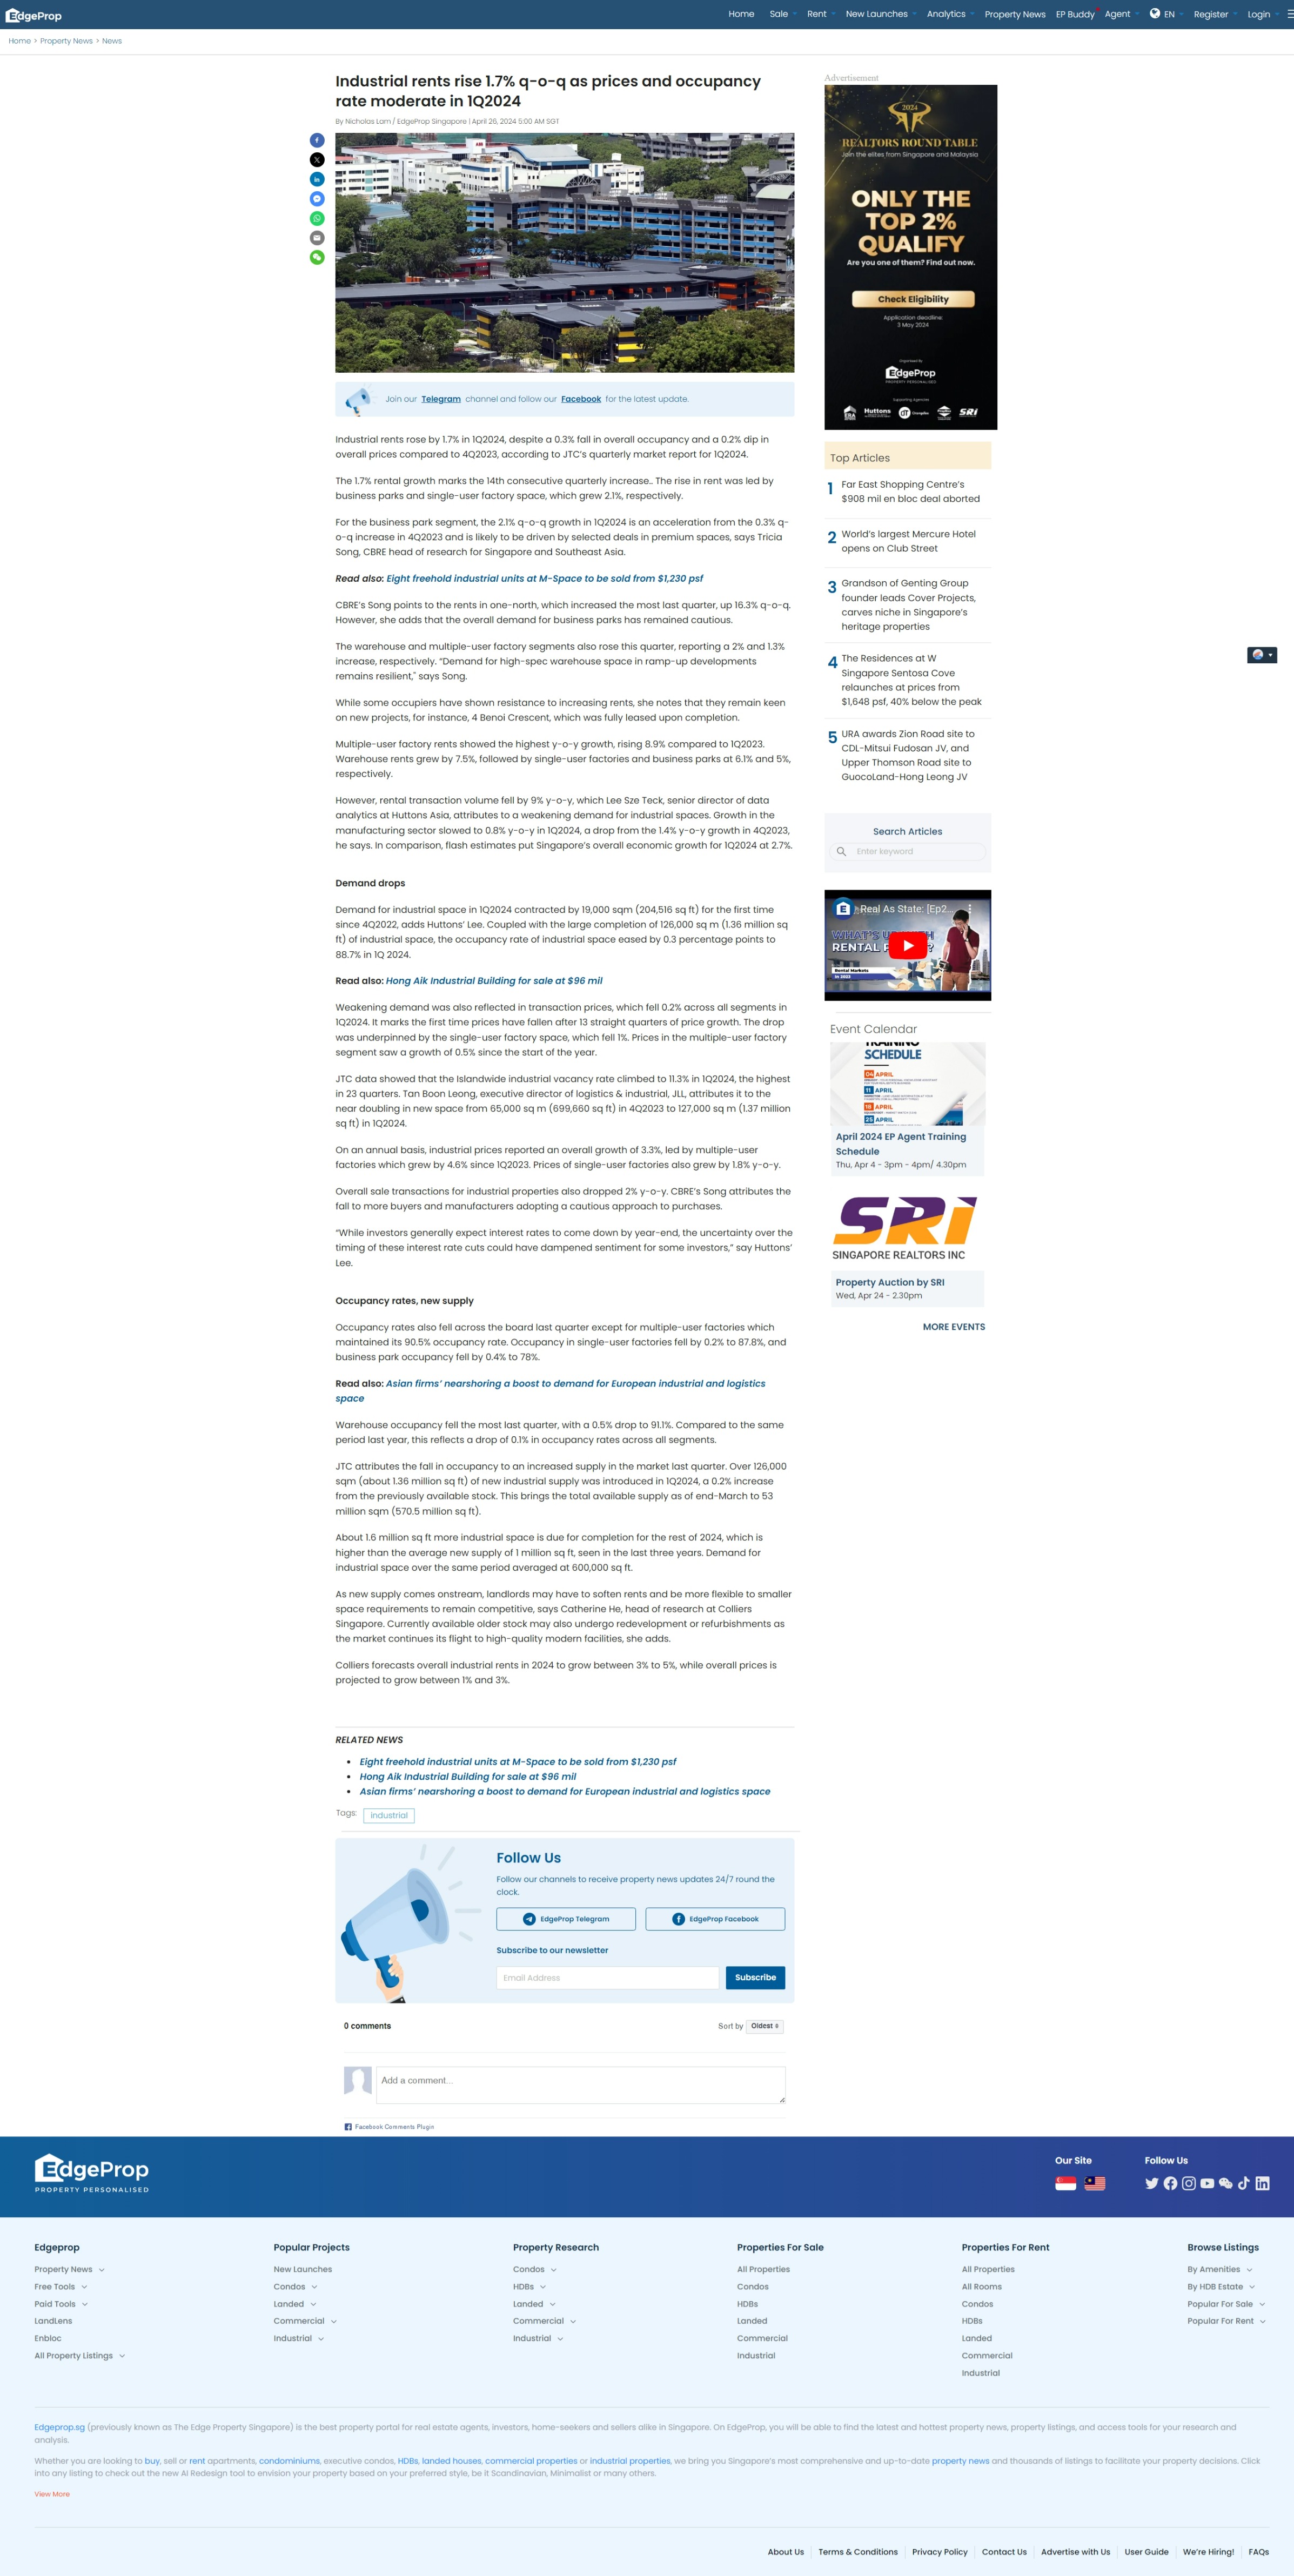 EdgeProp
Home
Sale
Rent
New Launches
Analytics
Property News
EP Buddy
Agent
EN
Register
Login
Home > Property News > News
Industrial rents rise 1.7% q-o-q as prices and occupancy
rate moderate in 1Q2024
By Nicholas Lam / EdgeProp Singapore | April 26, 2024 5:00 AM SGT
Join our Telegram channel and follow our Facebook for the latest update.
Industrial rents rose by 1.7% in 1Q2024, despite a 0.3% fall in overall occupancy and a 0.2% dip in
overall prices compared to 4Q2023, according to JTC's quarterly market report for 1Q2024.
The 1.7% rental growth marks the 14th consecutive quarterly increase.. The rise in rent was led by
business parks and single-user factory space, which grew 2.1%, respectively.
For the business park segment, the 2.1% q-o-q growth in 1Q2024 is an acceleration from the 0.3% q-
o-q increase in 4Q2023 and is likely to be driven by selected deals in premium spaces, says Tricia
Song, CBRE head of research for Singapore and Southeast Asia.
Read also: Eight freehold industrial units at M-Space to be sold from $1,230 psf
CBRE's Song points to the rents in one-north, which increased the most last quarter, up 16.3% q-o-q.
However, she adds that the overall demand for business parks has remained cautious.
The warehouse and multiple-user factory segments also rose this quarter, reporting a 2% and 1.3%
increase, respectively. “Demand for high-spec warehouse space in ramp-up developments
remains resilient," says Song.
While some occupiers have shown resistance to increasing rents, she notes that they remain keen
on new projects, for instance, 4 Benoi Crescent, which was fully leased upon completion.
Multiple-user factory rents showed the highest y-o-y growth, rising 8.9% compared to 1Q2023.
Warehouse rents grew by 7.5%, followed by single-user factories and business parks at 6.1% and 5%,
respectively.
However, rental transaction volume fell by 9% y-o-y, which Lee Sze Teck, senior director of data
analytics at Huttons Asia, attributes to a weakening demand for industrial spaces. Growth in the
manufacturing sector slowed to 0.8% y-o-y in 1Q2024, a drop from the 1.4% y-o-y growth in 4Q2023,
he says. In comparison, flash estimates put Singapore's overall economic growth for 1Q2024 at 2.7%.
Demand drops
Demand for industrial space in 1Q2024 contracted by 19,000 sqm (204,516 sq ft) for the first time
since 4Q2022, adds Huttons' Lee. Coupled with the large completion of 126,000 sq m (1.36 million sq
ft) of industrial space, the occupancy rate of industrial space eased by 0.3 percentage points to
88.7% in 1Q 2024.
Read also: Hong Aik Industrial Building for sale at $96 mil
Weakening demand was also reflected in transaction prices, which fell 0.2% across all segments in
1Q2024. It marks the first time prices have fallen after 13 straight quarters of price growth. The drop
was underpinned by the single-user factory space, which fell 1%. Prices in the multiple-user factory
segment saw a growth of 0.5% since the start of the year.
JTC data showed that the Islandwide industrial vacancy rate climbed to 11.3% in 1Q2024, the highest
in 23 quarters. Tan Boon Leong, executive director of logistics & industrial, JLL, attributes it to the
near doubling in new space from 65,000 sq m (699,660 sq ft) in 4Q2023 to 127,000 sq m (1.37 million
sq ft) in 1Q2024.
On an annual basis, industrial prices reported an overall growth of 3.3%, led by multiple-user
factories which grew by 4.6% since 1Q2023. Prices of single-user factories also grew by 1.8% y-o-y.
Overall sale transactions for industrial properties also dropped 2% y-o-y. CBRE's Song attributes the
fall to more buyers and manufacturers adopting a cautious approach to purchases.
“While investors generally expect interest rates to come down by year-end, the uncertainty over the
timing of these interest rate cuts could have dampened sentiment for some investors,” say Huttons'
Lee.
Occupancy rates, new supply
Occupancy rates also fell across the board last quarter except for multiple-user factories which
maintained its 90.5% occupancy rate. Occupancy in single-user factories fell by 0.2% to 87.8%, and
business park occupancy fell by 0.4% to 78%.
Read also: Asian firms' nearshoring a boost to demand for European industrial and logistics
space
Warehouse occupancy fell the most last quarter, with a 0.5% drop to 91.1%. Compared to the same
period last year, this reflects a drop of 0.1% in occupancy rates across all segments.
JTC attributes the fall in occupancy to an increased supply in the market last quarter. Over 126,000
sqm (about 1.36 million sq ft) of new industrial supply was introduced in 1Q2024, a 0.2% increase
from the previously available stock. This brings the total available supply as of end-March to 53
million sqm (570.5 million sq ft).
About 1.6 million sq ft more industrial space is due for completion for the rest of 2024, which is
higher than the average new supply of 1 million sq ft, seen in the last three years. Demand for
industrial space over the same period averaged at 600,000 sq ft.
As new supply comes onstream, landlords may have to soften rents and be more flexible to smaller
space requirements to remain competitive, says Catherine He, head of research at Colliers
Singapore. Currently available older stock may also undergo redevelopment or refurbishments as
the market continues its flight to high-quality modern facilities, she adds.
Colliers forecasts overall industrial rents in 2024 to grow between 3% to 5%, while overall prices is
projected to grow between 1% and 3%.
RELATED NEWS
Eight freehold industrial units at M-Space to be sold from $1,230 psf
Hong Aik Industrial Building for sale at $96 mil
Asian firms' nearshoring a boost to demand for European industrial and logistics space
Tags: industrial
Follow Us
Follow our channels to receive property news updates 24/7 round the
clock.
EdgeProp Telegram
EdgeProp Facebook
Subscribe to our newsletter
Email Address
Subscribe
0 comments
Sort by Oldest
Add a comment...
Facebook Comments Plugin
Advertisement
2024
REALTORS ROUND TABLE
Join the elites from Singapore and Malaysia
ONLY THE
TOP 2%
QUALIFY
Are you one of them? Find out now.
Check Eligibility
Application deadline:
3 May 2024
Organised by
EdgeProp
PROPERTY PERSONALISED
Supporting Agencies
ERA
Huttons
OT
SRI
Top Articles
1
Far East Shopping Centre's
$908 mil en bloc deal aborted
2
World's largest Mercure Hotel
opens on Club Street
3
Grandson of Genting Group
founder leads Cover Projects,
carves niche in Singapore's
heritage properties
4
The Residences at W
Singapore Sentosa Cove
relaunches at prices from
$1,648 psf, 40% below the peak
5
URA awards Zion Road site to
CDL-Mitsui Fudosan JV, and
Upper Thomson Road site to
GuocoLand-Hong Leong JV
Search Articles
Enter keyword
Real As State: [Ep2...
WHAT'S UP WITH
RENTAL
Rental Markets
in 2023
Event Calendar
TRAINING
SCHEDULE
04 APRIL
11 APRIL
18 APRIL
25 APRIL
April 2024 EP Agent Training
Schedule
Thu, Apr 4 - 3pm - 4pm/ 4.30pm
SRI
SINGAPORE REALTORS INC
Property Auction by SRI
Wed, Apr 24 - 2.30pm
MORE EVENTS
EdgeProp
PROPERTY PERSONALISED
Our Site
Follow Us
Edgeprop
Property News
Free Tools
Paid Tools
LandLens
Enbloc
All Property Listings
Popular Projects
New Launches
Condos
Landed
Commercial
Industrial
Property Research
Condos
HDBs
Landed
Commercial
Industrial
Properties For Sale
All Properties
Condos
HDBs
Landed
Commercial
Industrial
Properties For Rent
All Properties
All Rooms
Condos
HDBs
Landed
Commercial
Industrial
Browse Listings
By Amenities
By HDB Estate
Popular For Sale
Popular For Rent
Edgeprop.sg (previously known as The Edge Property Singapore) is the best property portal for real estate agents, investors, home-seekers and sellers alike in Singapore. On EdgeProp, you will be able to find the latest and hottest property news, property listings, and access tools for your research and
analysis.
Whether you are looking to buy, sell or rent apartments, condominiums, executive condos, HDBs, landed houses, commercial properties or industrial properties, we bring you Singapore's most comprehensive and up-to-date property news and thousands of listings to facilitate your property decisions. Click
into any listing to check out the new AI Redesign tool to envision your property based on your preferred style, be it Scandinavian, Minimalist or many others.
View More
About Us
Terms & Conditions
Privacy Policy
Contact Us
Advertise with Us
User Guide
We're Hiring!
FAQs